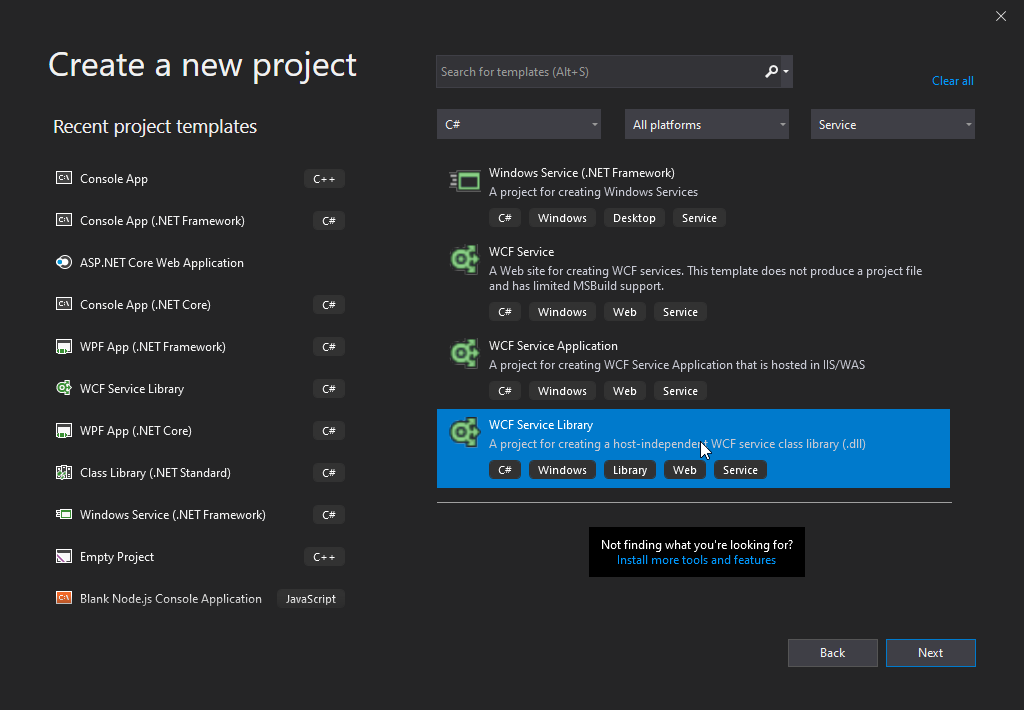 Create a new project
Search for templates (Alt+S)
Clear all
Recent project templates
C#
All platforms
Service
Console App
C++
Console App (.NET Framework)
C#
ASP.NET Core Web Application
Console App (.NET Core)
C#
WPF App (.NET Framework)
C#
WCF Service Library
C#
WPF App (.NET Core)
C#
Class Library (.NET Standard)
C#
Windows Service (.NET Framework)
C#
Empty Project
C++
Blank Node.js Console Application
JavaScript
Windows Service (.NET Framework)
A project for creating Windows Services
C# Windows Desktop Service
WCF Service
A Web site for creating WCF services. This template does not produce a project file
and has limited MSBuild support.
C# Windows Web Service
WCF Service Application
A project for creating WCF Service Application that is hosted in IIS/WAS
C# Windows Web Service
WCF Service Library
A project for creating a host-independent WCF service class library (.dll)
C# Windows Library Web Service
Not finding what you're looking for?
Install more tools and features
Back
Next